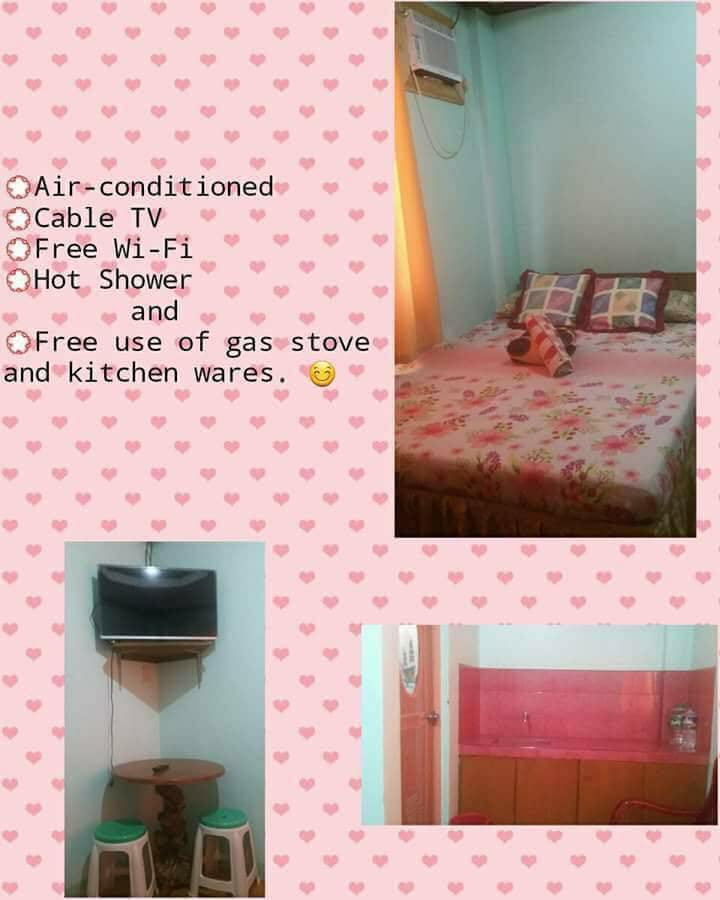 Air-conditioned
Cable TV
Free Wi-Fi
Hot Shower
and
Free use of gas stove
and kitchen wares. 😊